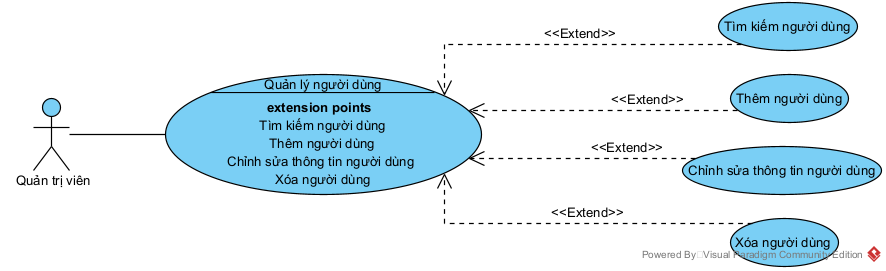 Tìm kiếm người dùng
<<Extend>>
Quản lý người dùng
extension points
Tìm kiếm người dùng
Thêm người dùng
Chỉnh sửa thông tin người dùng
Xóa người dùng
<<Extend>>
Thêm người dùng
<<Extend>>
Chỉnh sửa thông tin người dùng
Quản trị viên
<<Extend>>
Xóa người dùng
Powered By Visual Paradigm Community Edition